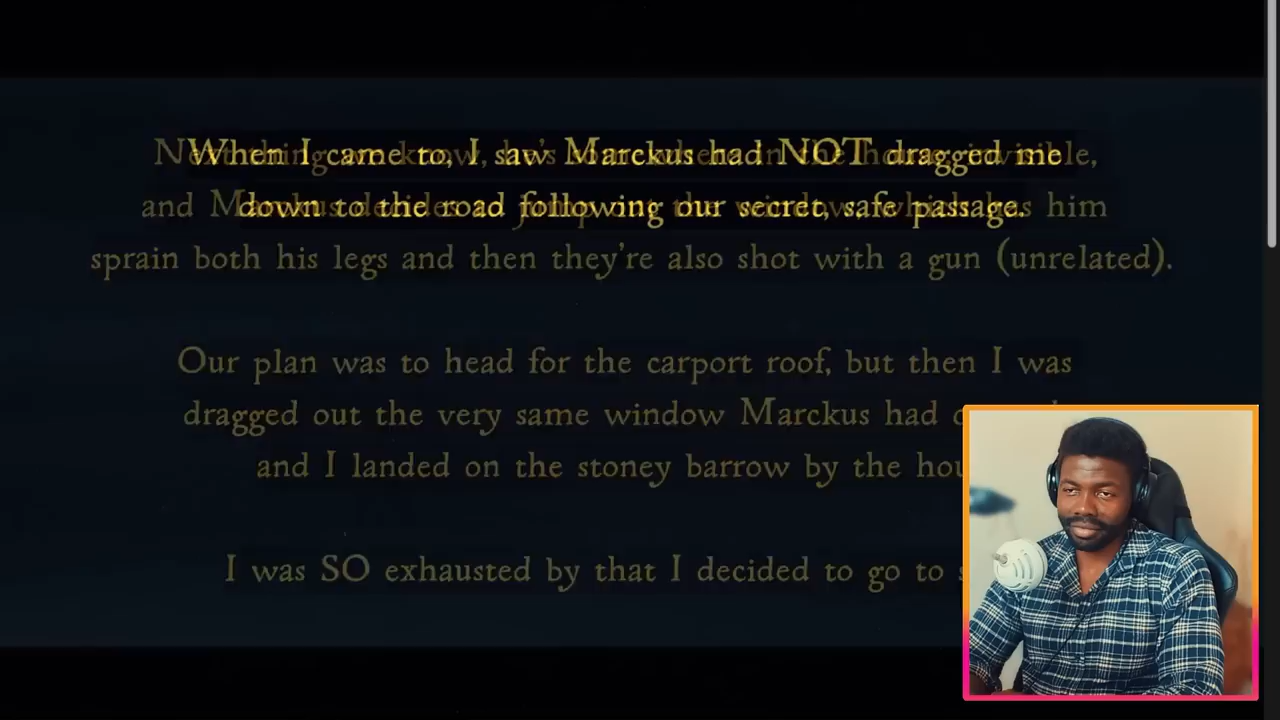 When I came to, I saw Marckus had NOT dragged me
down to the road following our secret, safe passage.
and him
sprain both his legs and then they're also shot with a gun (unrelated).
Our plan was to head for the carport roof, but then I was
dragged out the very same window Marckus had
and I landed on the stoney barrow by the
I was SO exhausted by that I decided to go to